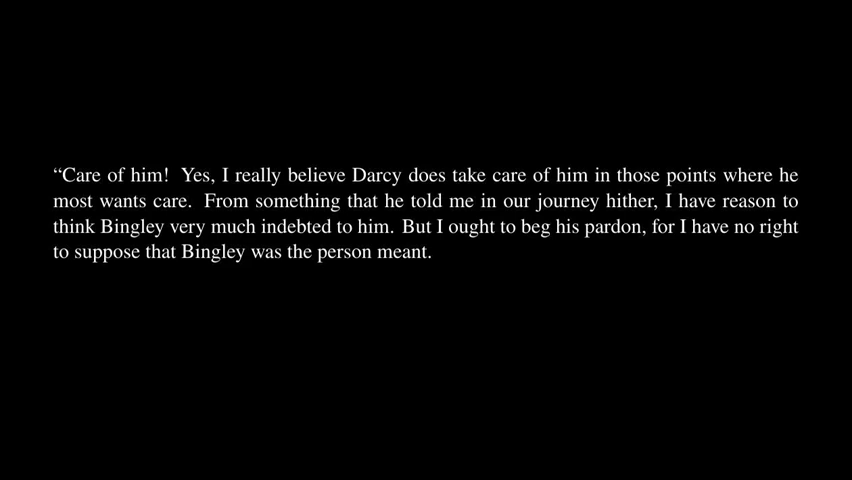 “Care of him! Yes, I really believe Darcy does take care of him in those points where he
most wants care. From something that he told me in our journey hither, I have reason to
think Bingley very much indebted to him. But I ought to beg his pardon, for I have no right
to suppose that Bingley was the person meant.